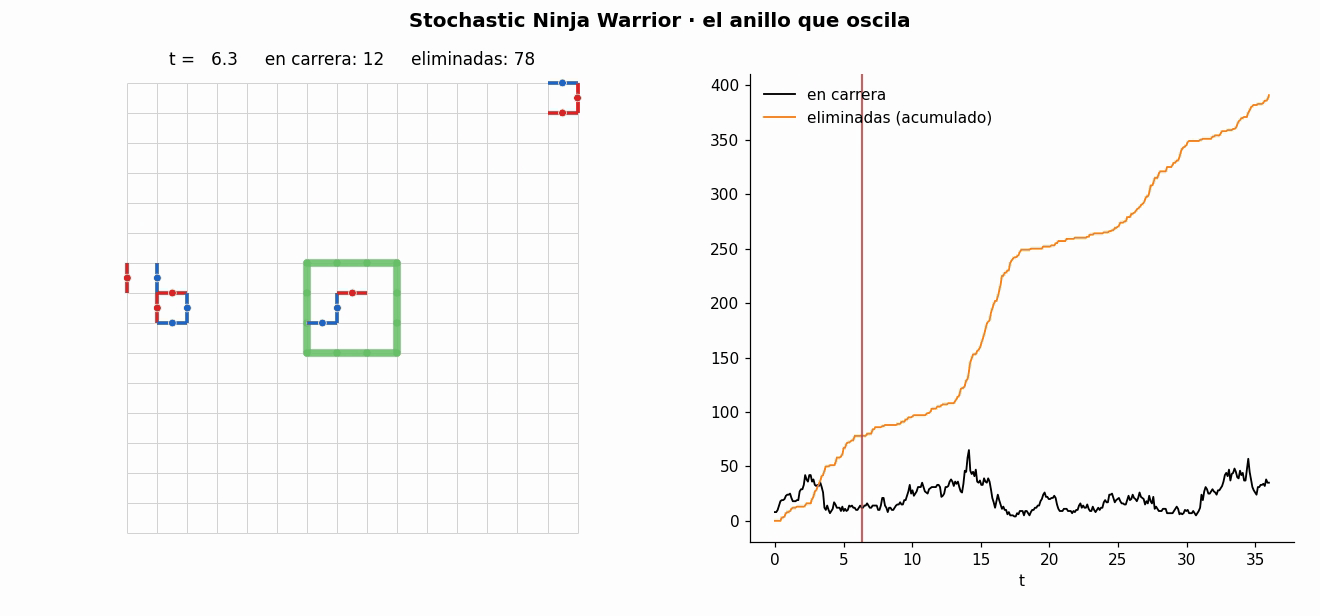 Stochastic Ninja Warrior · el anillo que oscila
t = 6.3 en carrera: 12 eliminadas: 78
en carrera
eliminadas (acumulado)
400
350
300
250
200
150
100
50
0
0 5 10 15 20 25 30 35
t